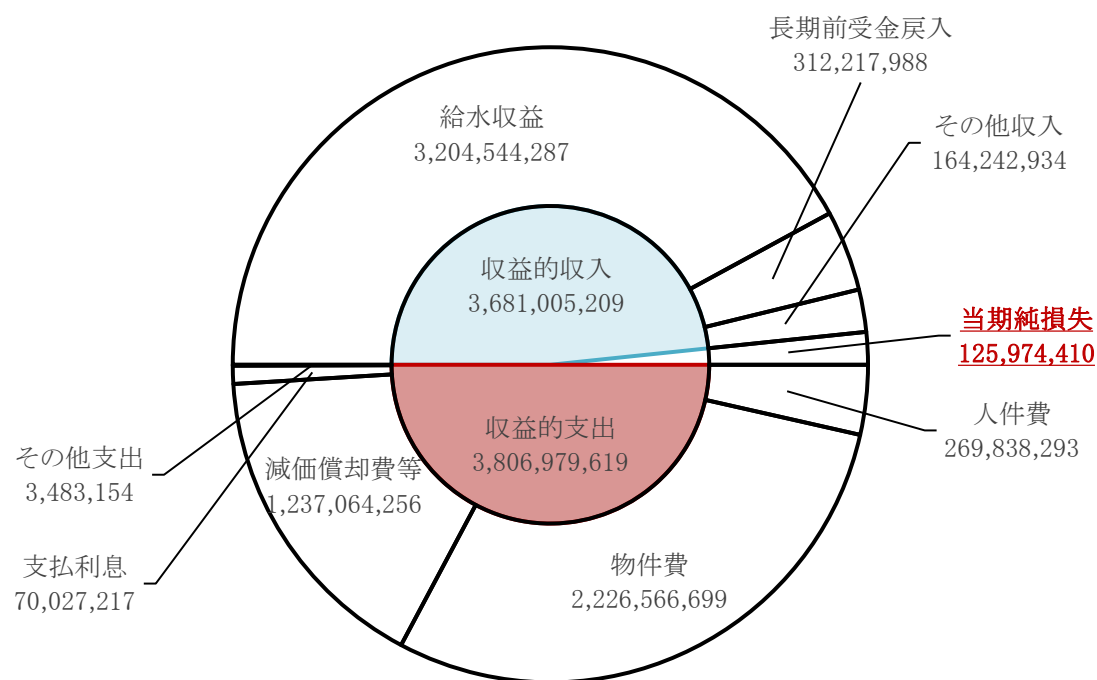 長期前受金戻入
312,217,988
給水収益
3,204,544,287
その他収入
164,242,934
収益的収入
3,681,005,209
当期純損失
125,974,410
人件費
269,838,293
収益的支出
3,806,979,619
その他支出
3,483,154
減価償却費等
1,237,064,256
支払利息
70,027,217
物件費
2,226,566,699